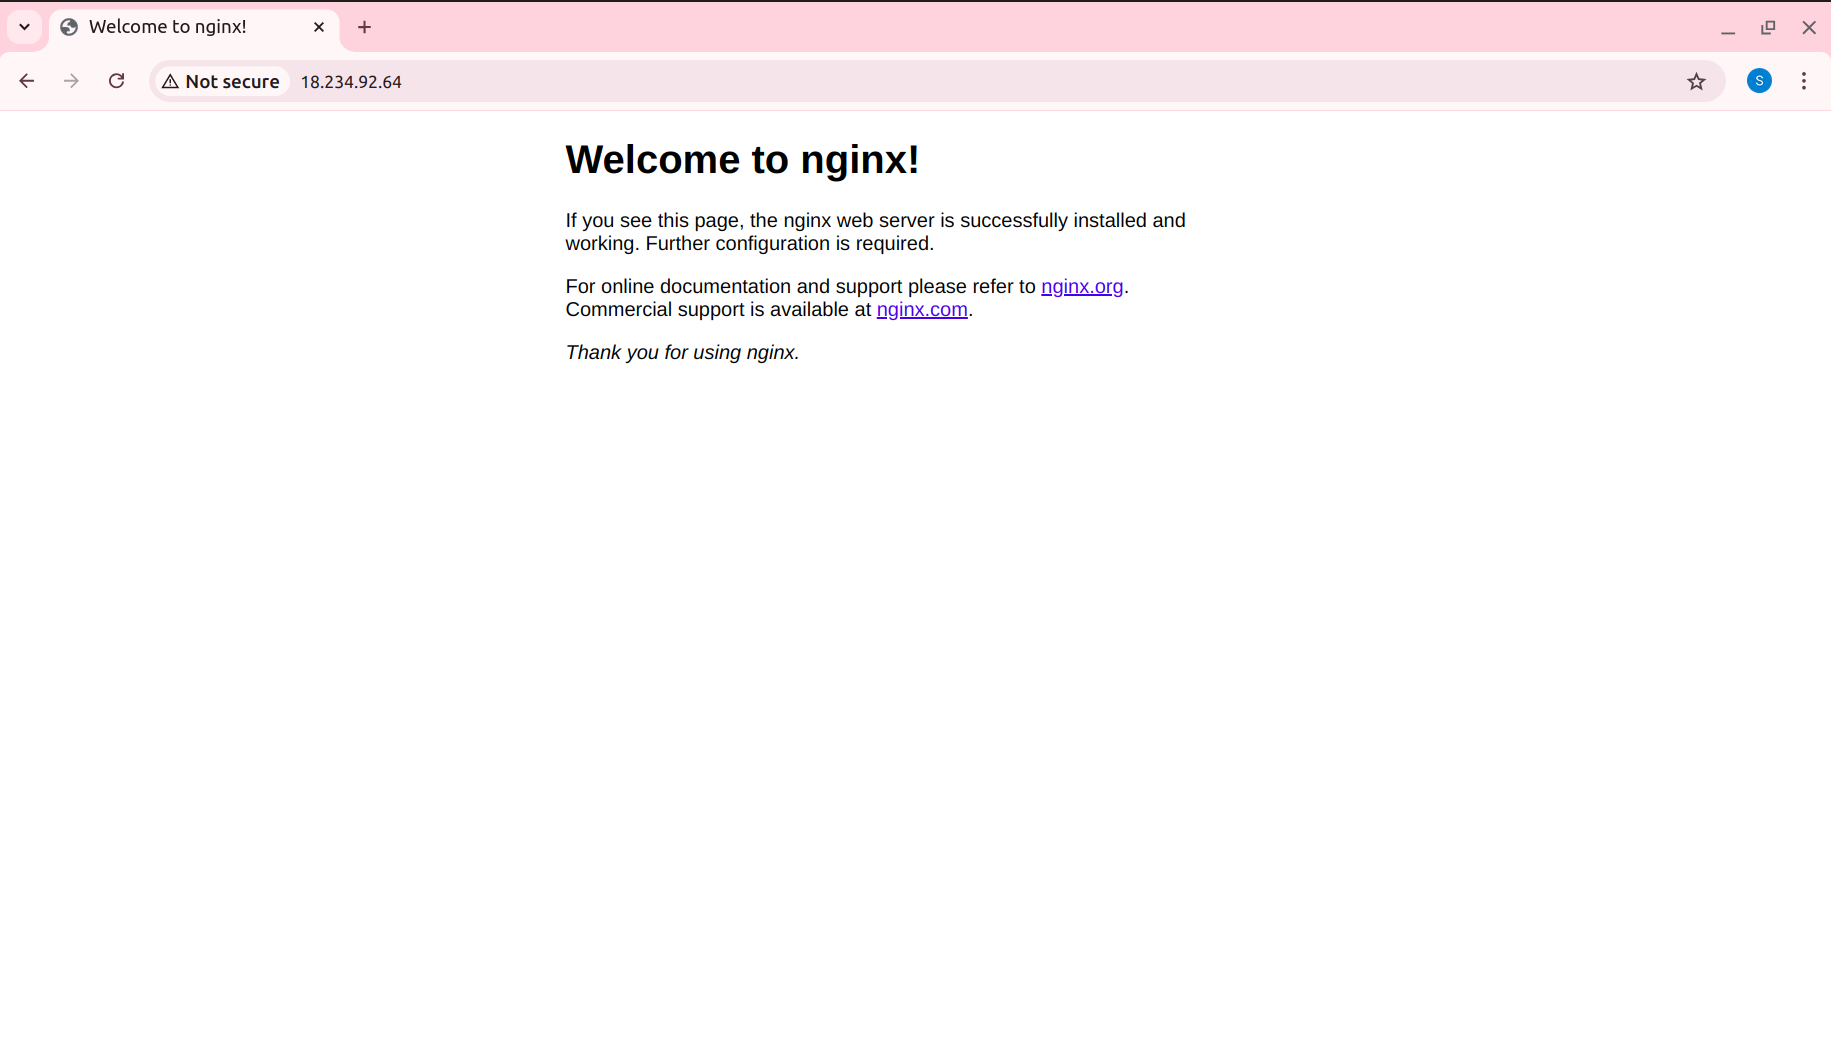 Welcome to nginx!
Not secure
18.234.92.64
S
Welcome to nginx!
If you see this page, the nginx web server is successfully installed and
working. Further configuration is required.
For online documentation and support please refer to nginx.org.
Commercial support is available at nginx.com.
Thank you for using nginx.